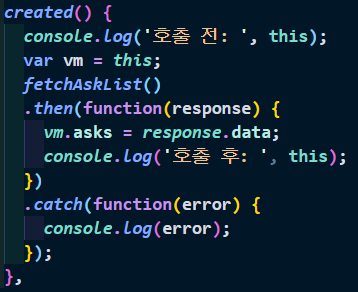 created() {
  console.log('호출 전: ', this);
  var vm = this;
  fetchAskList()
  .then(function(response) {
    vm.asks = response.data;
    console.log('호출 후: ', this);
  })
  .catch(function(error) {
    console.log(error);
  });
},